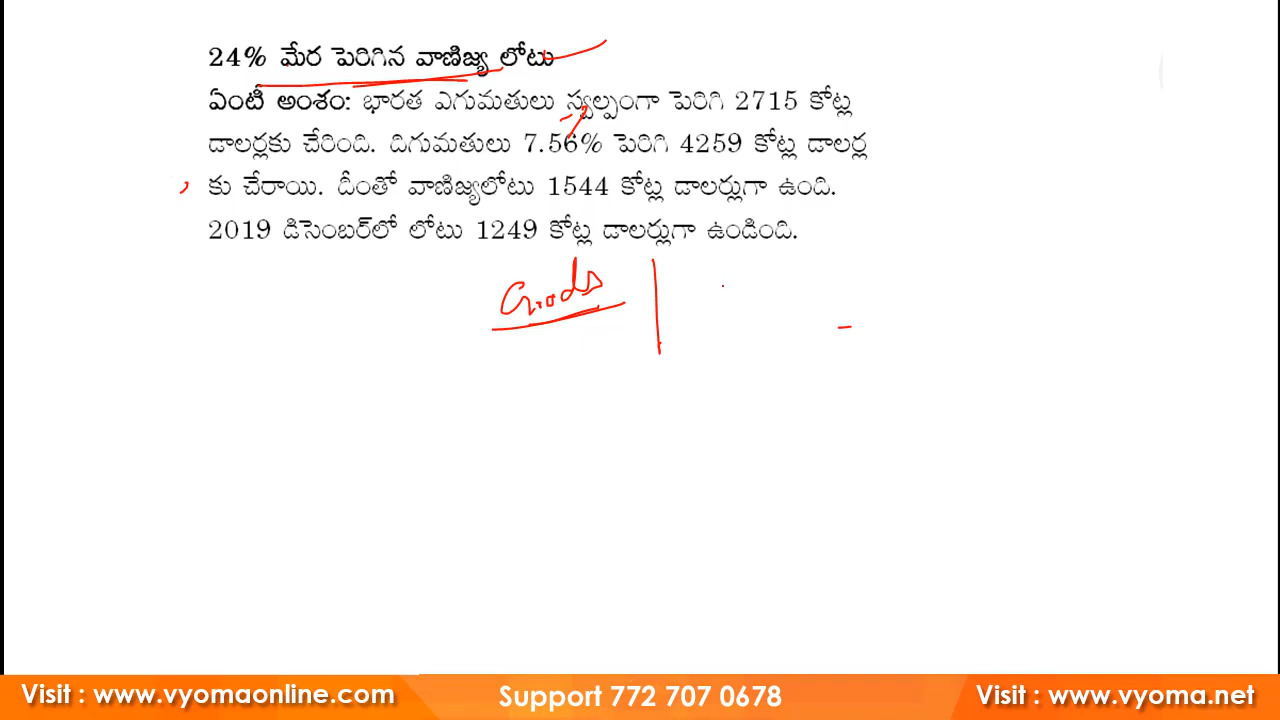 24% మేర పెరిగిన వాణిజ్య లోటు
ఏంటీ అంశం: భారత ఎగుమతులు స్వల్పంగా పెరిగి 2715 కోట్ల
డాలర్లకు చేరింది. దిగుమతులు 7.56% పెరిగి 4259 కోట్ల డాలర్ల
కు చేరాయి. దీంతో వాణిజ్యలోటు 1544 కోట్ల డాలర్లుగా ఉంది.
2019 డిసెంబర్‌లో లోటు 1249 కోట్ల డాలర్లుగా ఉండింది.
Goods
Visit : www.vyomaonline.com Support 772 707 0678 Visit : www.vyoma.net